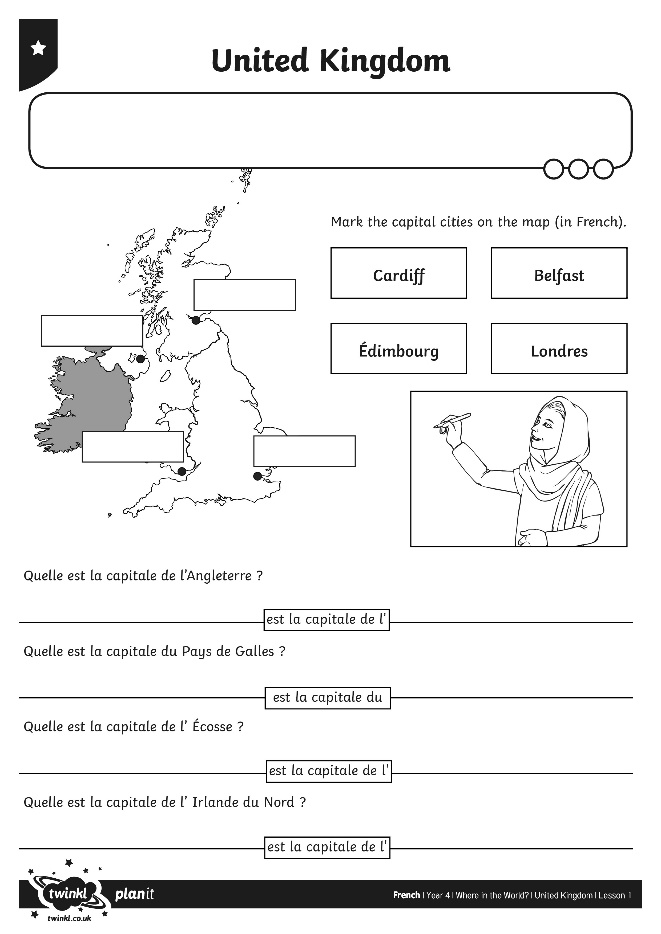 United Kingdom
Mark the capital cities on the map (in French).
Cardiff
Belfast
Édimbourg
Londres
Quelle est la capitale de l'Angleterre ?
est la capitale de l'
Quelle est la capitale du Pays de Galles ?
est la capitale du
Quelle est la capitale de l' Écosse ?
est la capitale de l'
Quelle est la capitale de l' Irlande du Nord ?
est la capitale de l'
twinkl
planit
twinkl.co.uk
French | Year 4 | Where in the World? | United Kingdom | Lesson 1